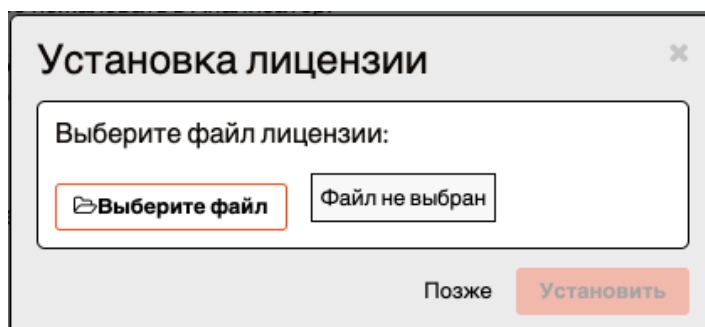 Установка лицензии
Выберите файл лицензии:
Выберите файл
Файл не выбран
Позже
Установить